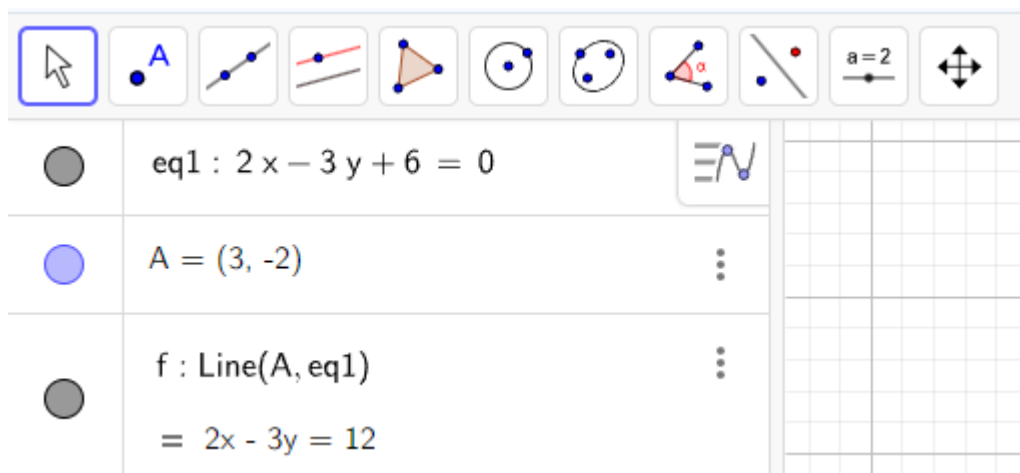 A
α
a = 2
eq1 : 2 x − 3 y + 6 = 0
A = (3, -2)
f : Line(A, eq1)
= 2x - 3y = 12